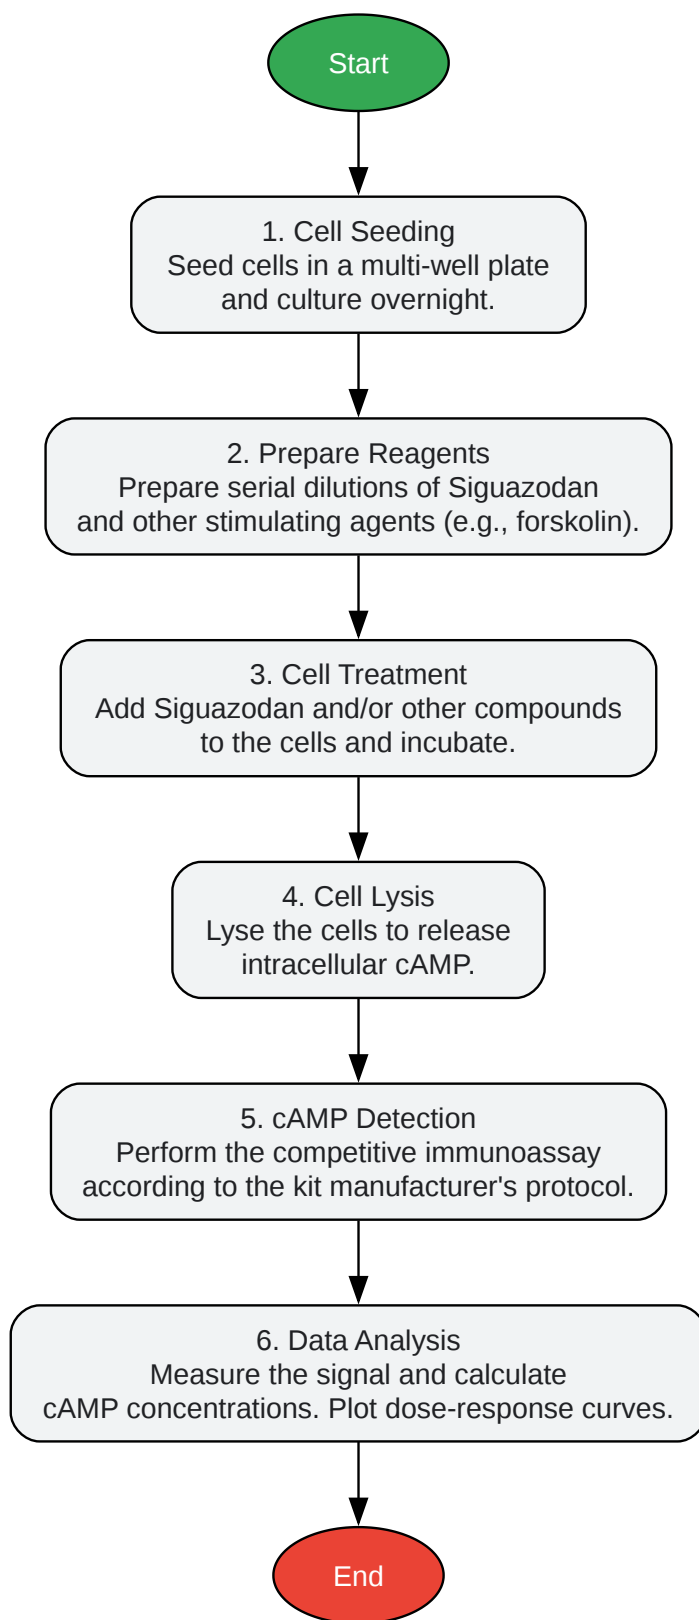 Start
1. Cell Seeding
Seed cells in a multi-well plate
and culture overnight.
2. Prepare Reagents
Prepare serial dilutions of Siguazodan
and other stimulating agents (e.g., forskolin).
3. Cell Treatment
Add Siguazodan and/or other compounds
to the cells and incubate.
4. Cell Lysis
Lyse the cells to release
intracellular cAMP.
5. cAMP Detection
Perform the competitive immunoassay
according to the kit manufacturer's protocol.
6. Data Analysis
Measure the signal and calculate
cAMP concentrations. Plot dose-response curves.
End